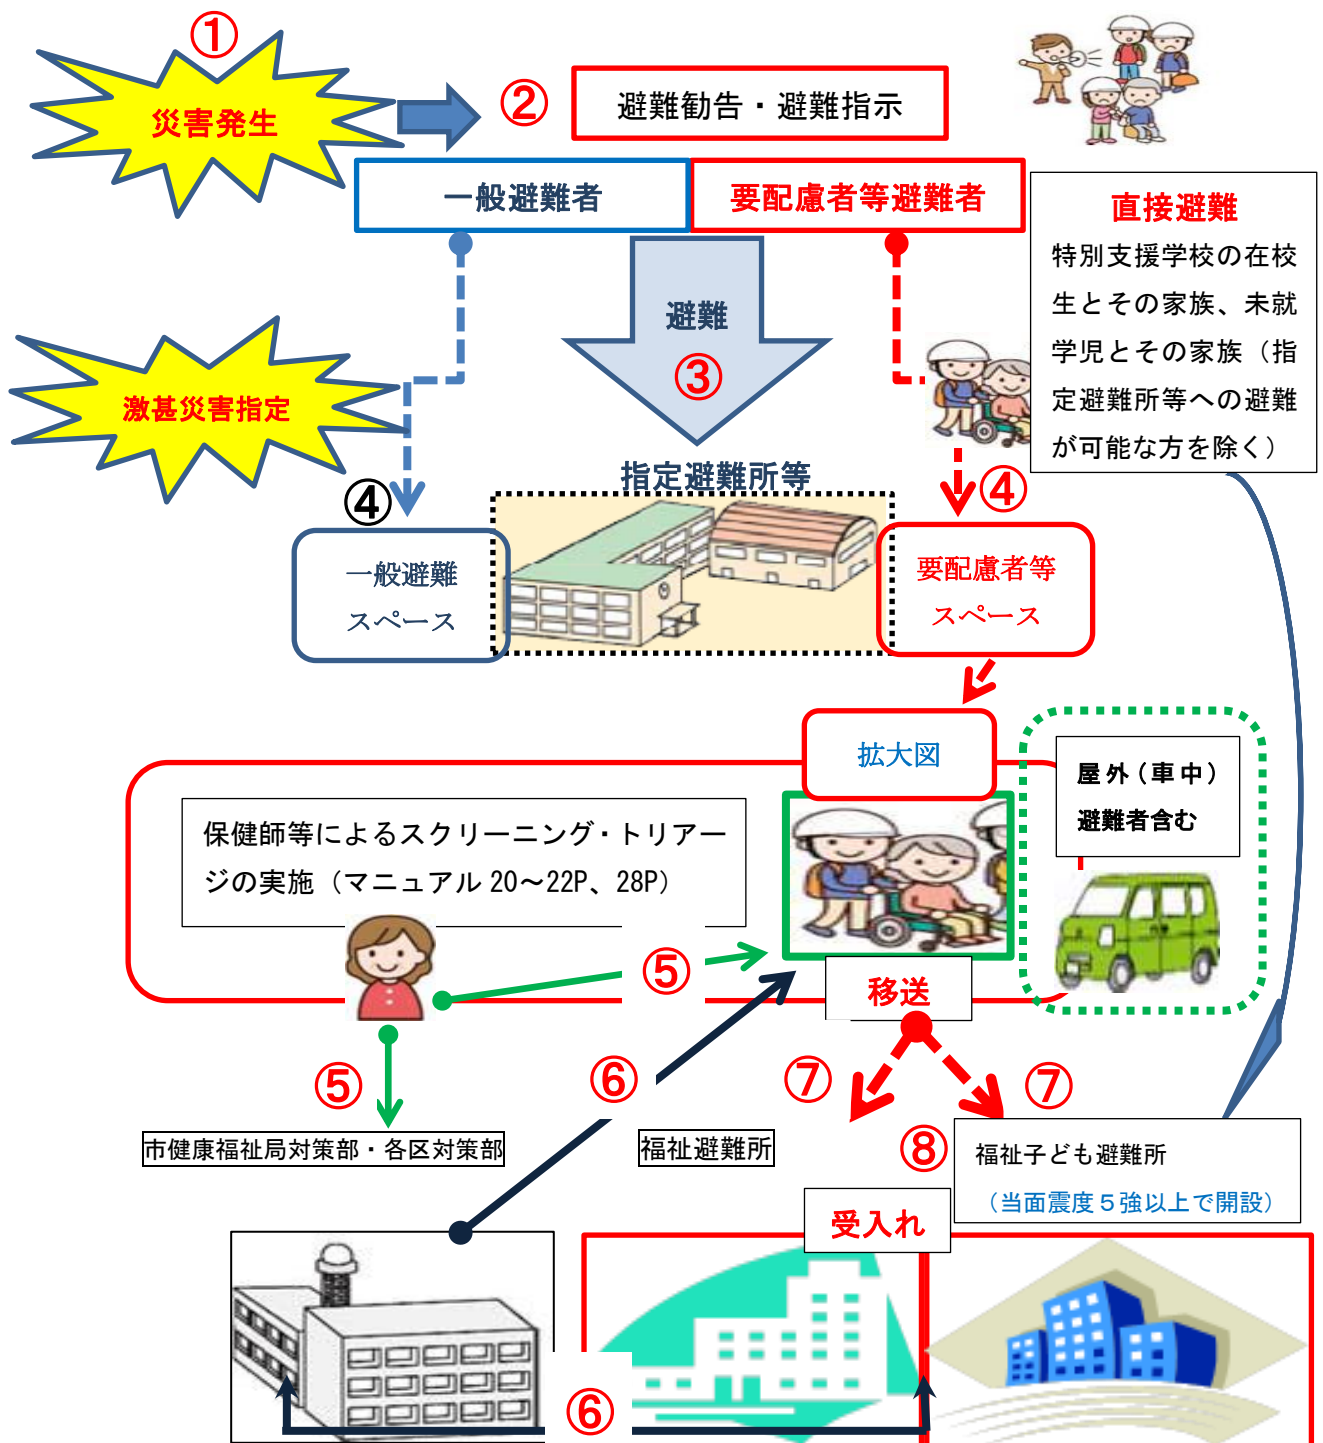 ①
災害発生
②
避難勧告・避難指示
一般避難者
要配慮者等避難者
直接避難
特別支援学校の在校
生とその家族、未就
学児とその家族（指
定避難所等への避難
が可能な方を除く）
避難
③
激甚災害指定
指定避難所等
④
④
一般避難
スペース
要配慮者等
スペース
拡大図
屋外（車中）
避難者含む
保健師等によるスクリーニング・トリアー
ジの実施（マニュアル 20～22P、28P）
⑤
移送
⑤
⑥
⑦
⑦
市健康福祉局対策部・各区対策部
福祉避難所
⑧
福祉子ども避難所
（当面震度５強以上で開設）
受入れ
⑥